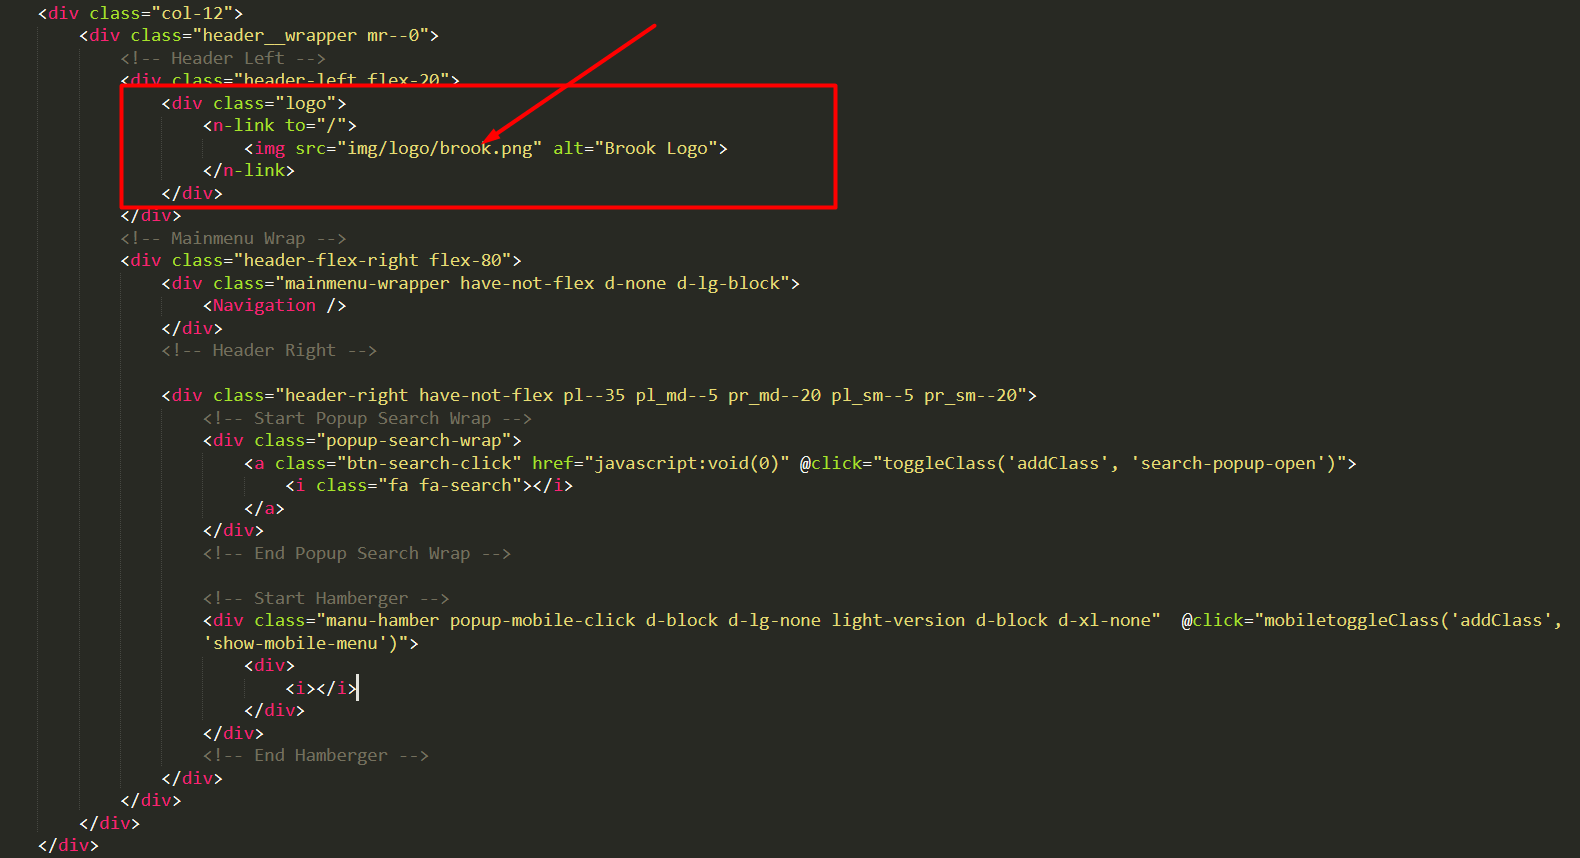 <div class="col-12">
<div class="header__wrapper mr--0">
<!-- Header Left -->
<div class="header-left flex-20">
<div class="logo">
<n-link to="/">
<img src="img/logo/brook.png" alt="Brook Logo">
</n-link>
</div>
</div>
<!-- Mainmenu Wrap -->
<div class="header-flex-right flex-80">
<div class="mainmenu-wrapper have-not-flex d-none d-lg-block">
<Navigation />
</div>
<!-- Header Right -->
<div class="header-right have-not-flex pl--35 pl_md--5 pr_md--20 pl_sm--5 pr_sm--20">
<!-- Start Popup Search Wrap -->
<div class="popup-search-wrap">
<a class="btn-search-click" href="javascript:void(0)" @click="toggleClass('addClass', 'search-popup-open')">
<i class="fa fa-search"></i>
</a>
</div>
<!-- End Popup Search Wrap -->
<!-- Start Hamberger -->
<div class="manu-hamber popup-mobile-click d-block d-lg-none light-version d-block d-xl-none"  @click="mobiletoggleClass('addClass',
'show-mobile-menu')">
<div>
<i></i>
</div>
</div>
<!-- End Hamberger -->
</div>
</div>
</div>
</div>